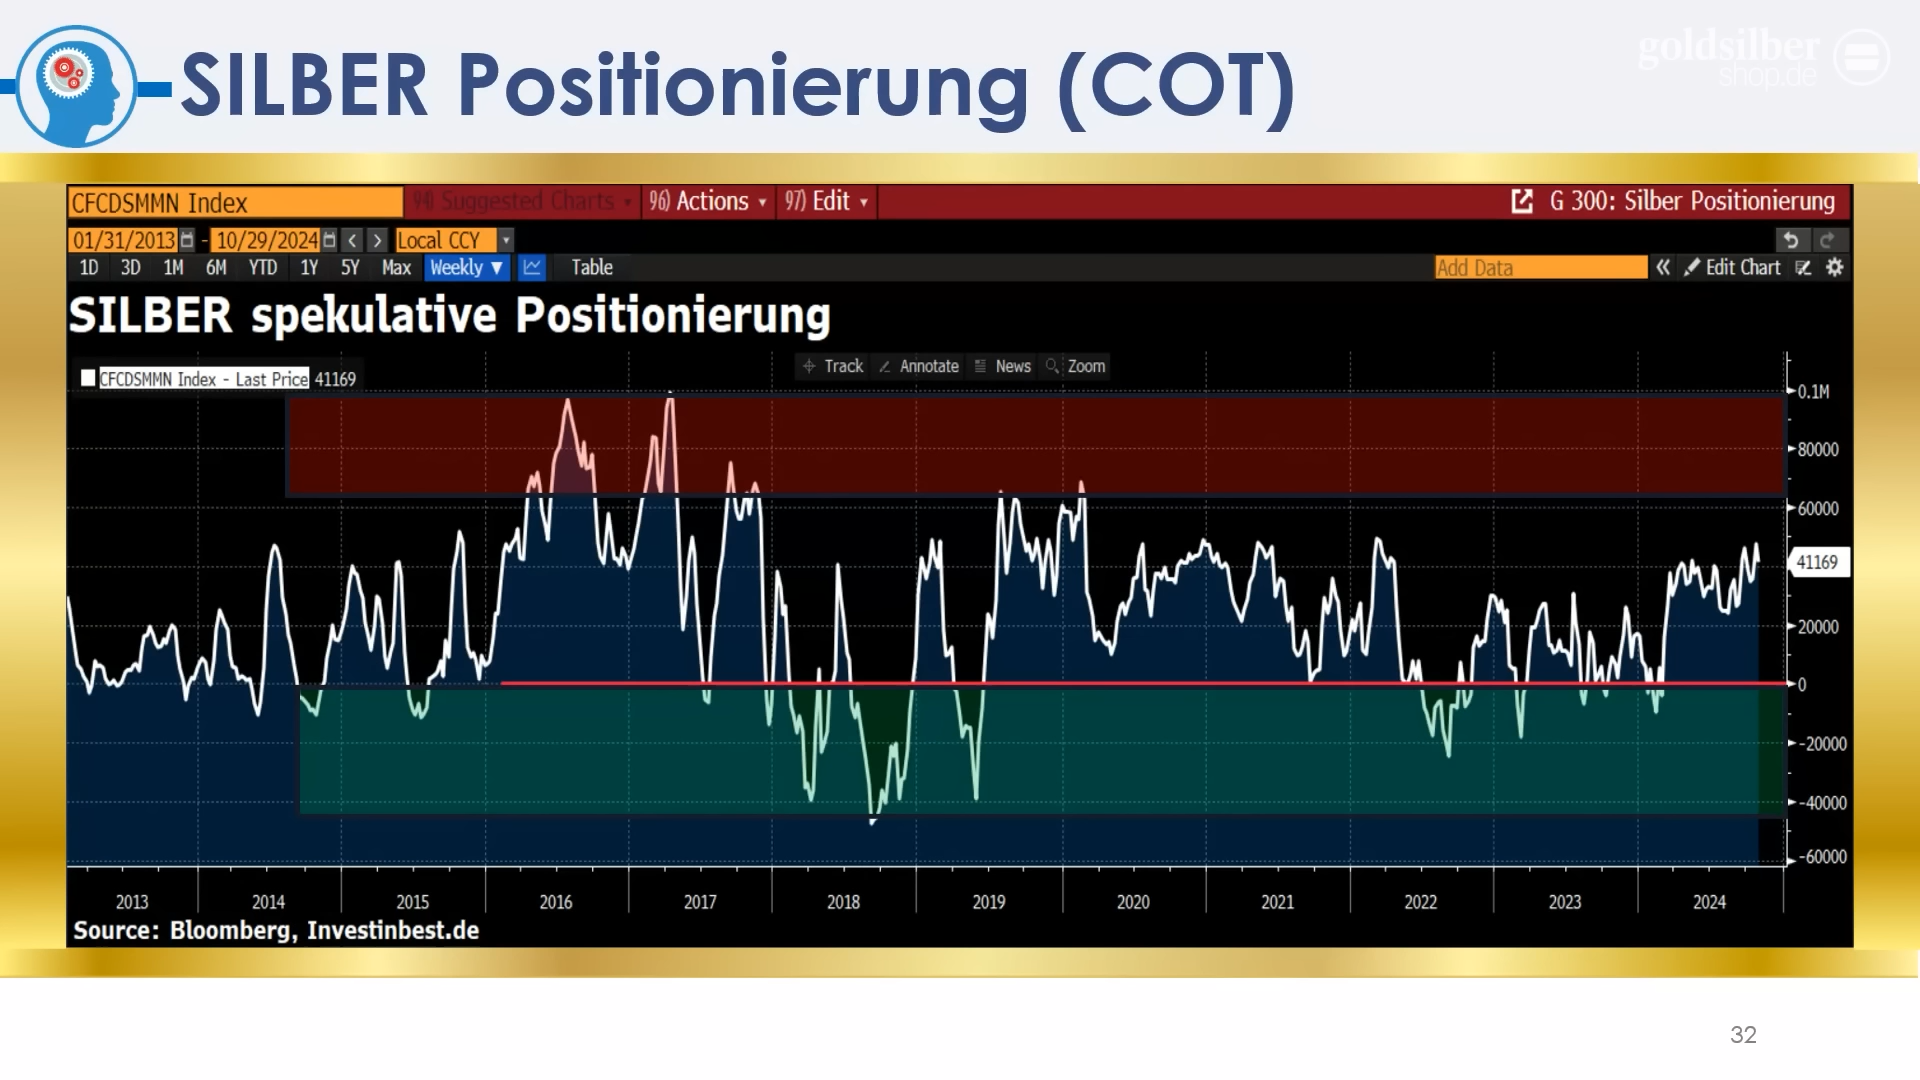 SILBER Positionierung (COT)
goldsilber
shop.de
CFCDSMMN Index
94) Suggested Charts
96) Actions
97) Edit
G 300: Silber Positionierung
01/31/2013 - 10/29/2024
Local CCY
1D 3D 1M 6M YTD 1Y 5Y Max Weekly ▼ Table
Add Data « Edit Chart
SILBER spekulative Positionierung
CFCDSMMN Index - Last Price 41169
Track Annotate News Zoom
0.1M
80000
60000
41169
20000
0
-20000
-40000
-60000
2013 2014 2015 2016 2017 2018 2019 2020 2021 2022 2023 2024
Source: Bloomberg, Investinbest.de
32